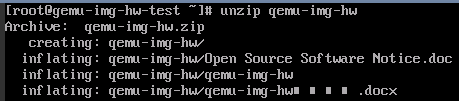 [root@qemu-img-hw-test ~]# unzip qemu-img-hw
Archive:  qemu-img-hw.zip
   creating: qemu-img-hw/
  inflating: qemu-img-hw/Open Source Software Notice.doc
  inflating: qemu-img-hw/qemu-img-hw
  inflating: qemu-img-hw/qemu-img-hw■ ■ ■ ■ .docx